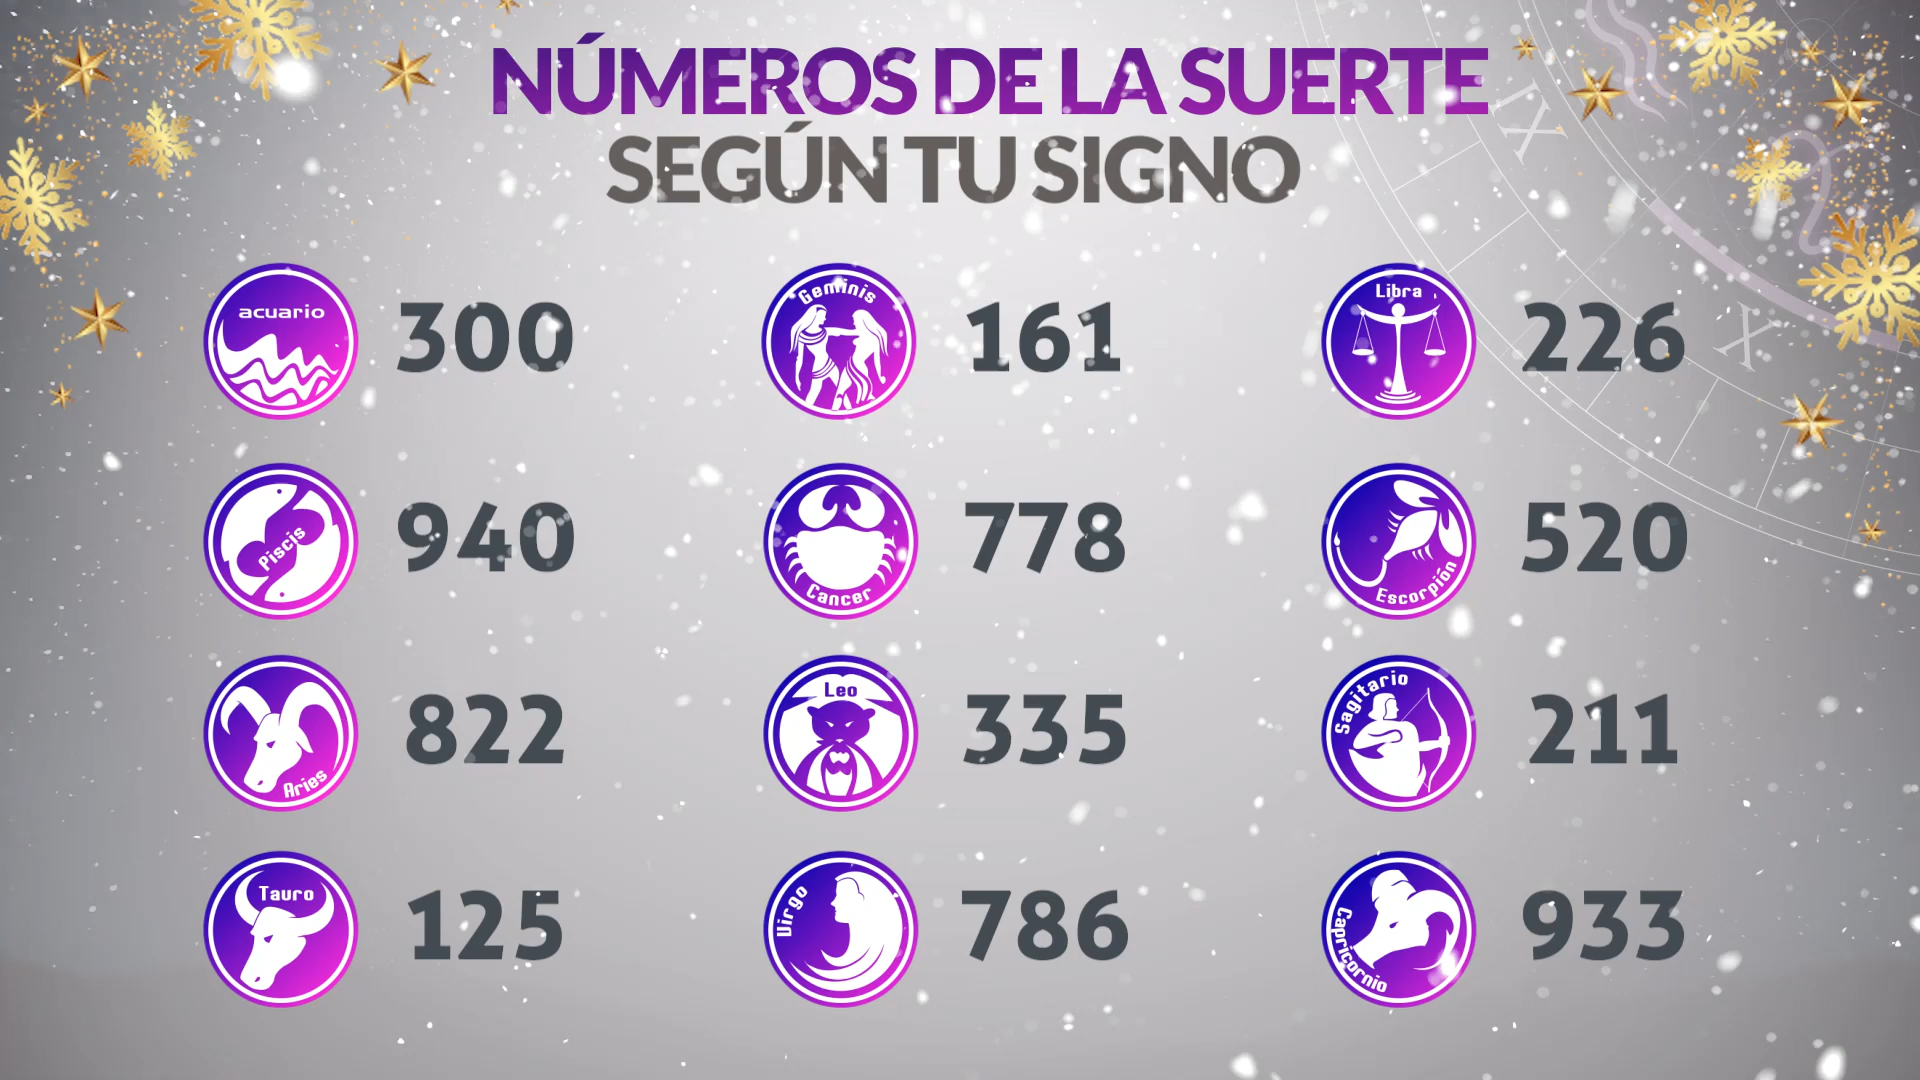 NÚMEROS DE LA SUERTE
SEGÚN TU SIGNO
acuario 300
Geminis 161
Libra 226
Piscis 940
Cancer 778
Escorpión 520
Aries 822
Leo 335
Sagitario 211
Tauro 125
Virgo 786
Capricornio 933
IX
X